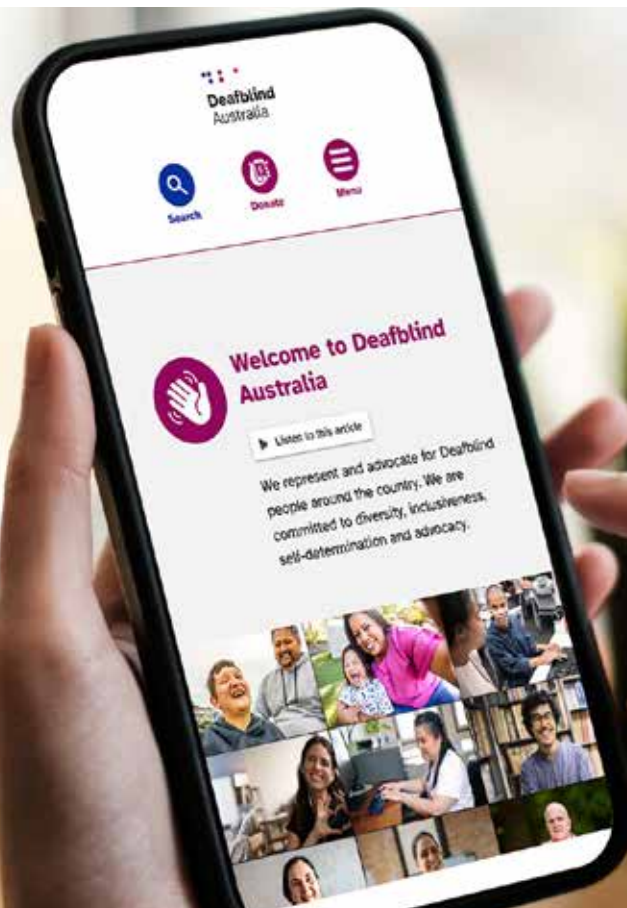 Deafblind
Australia
Search
Donate
Menu
Welcome to Deafblind
Australia
Listen to this article
We represent and advocate for Deafblind
people around the country. We are
committed to diversity, inclusiveness,
self-determination and advocacy.